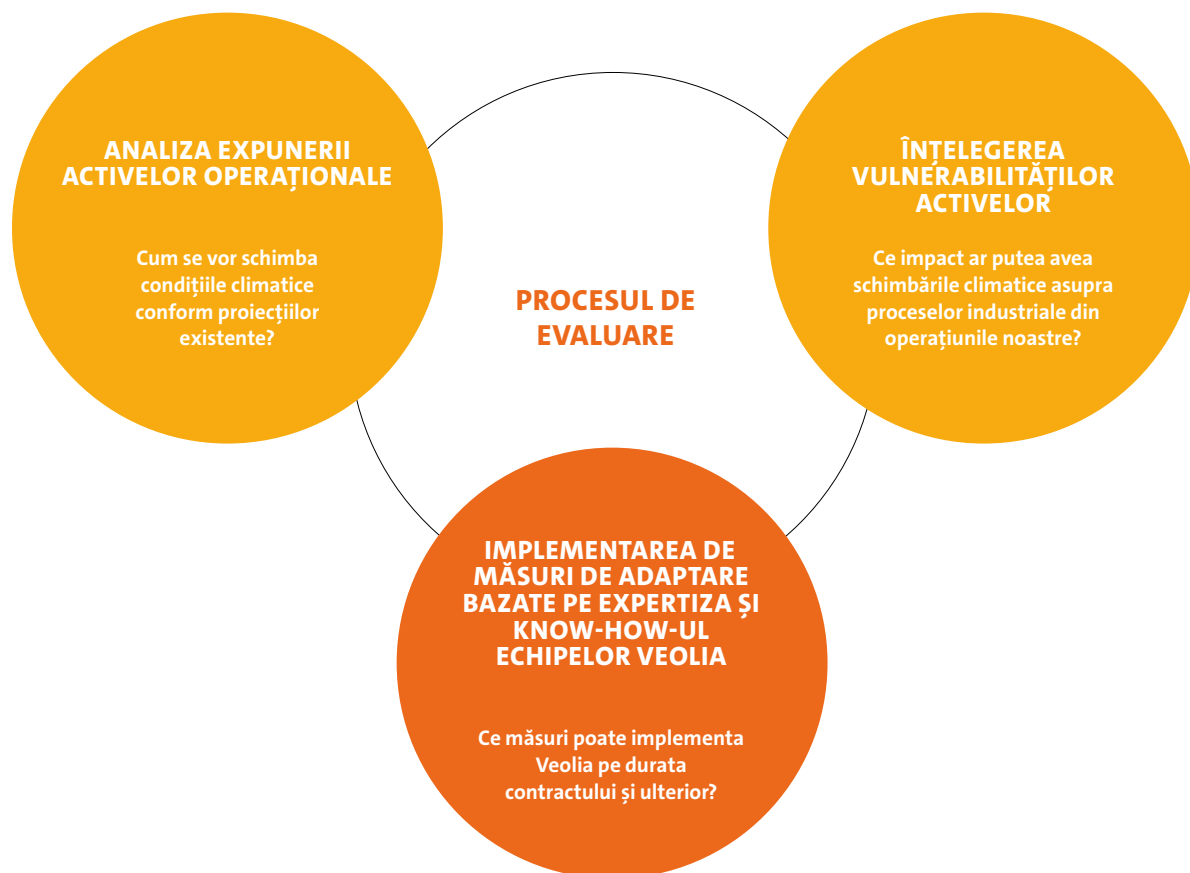 ANALIZA EXPUNERII
ACTIVELOR OPERAȚIONALE
Cum se vor schimba
condițiile climatice
conform proiecțiilor
existente?
PROCESUL DE
EVALUARE
ÎNȚELEGEREA
VULNERABILITĂȚILOR
ACTIVELOR
Ce impact ar putea avea
schimbările climatice asupra
proceselor industriale din
operațiunile noastre?
IMPLEMENTAREA DE
MĂSURI DE ADAPTARE
BAZATE PE EXPERTIZA ȘI
KNOW-HOW-UL
ECHIPELOR VEOLIA
Ce măsuri poate implementa
Veolia pe durata
contractului și ulterior?